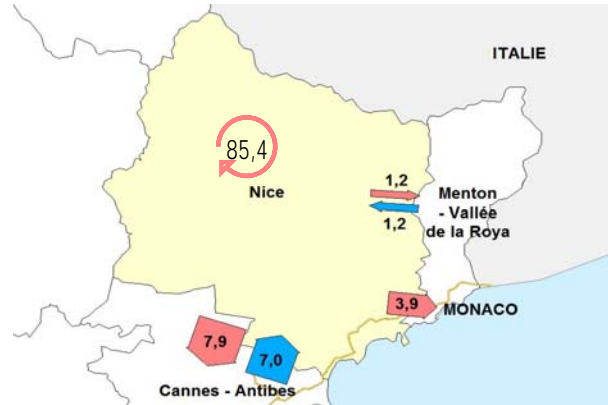 ITALIE
85,4
Nice
1,2
1,2
Menton
- Vallée
de la Roya
3,9
MONACO
7,9
7,0
Cannes - Antibes